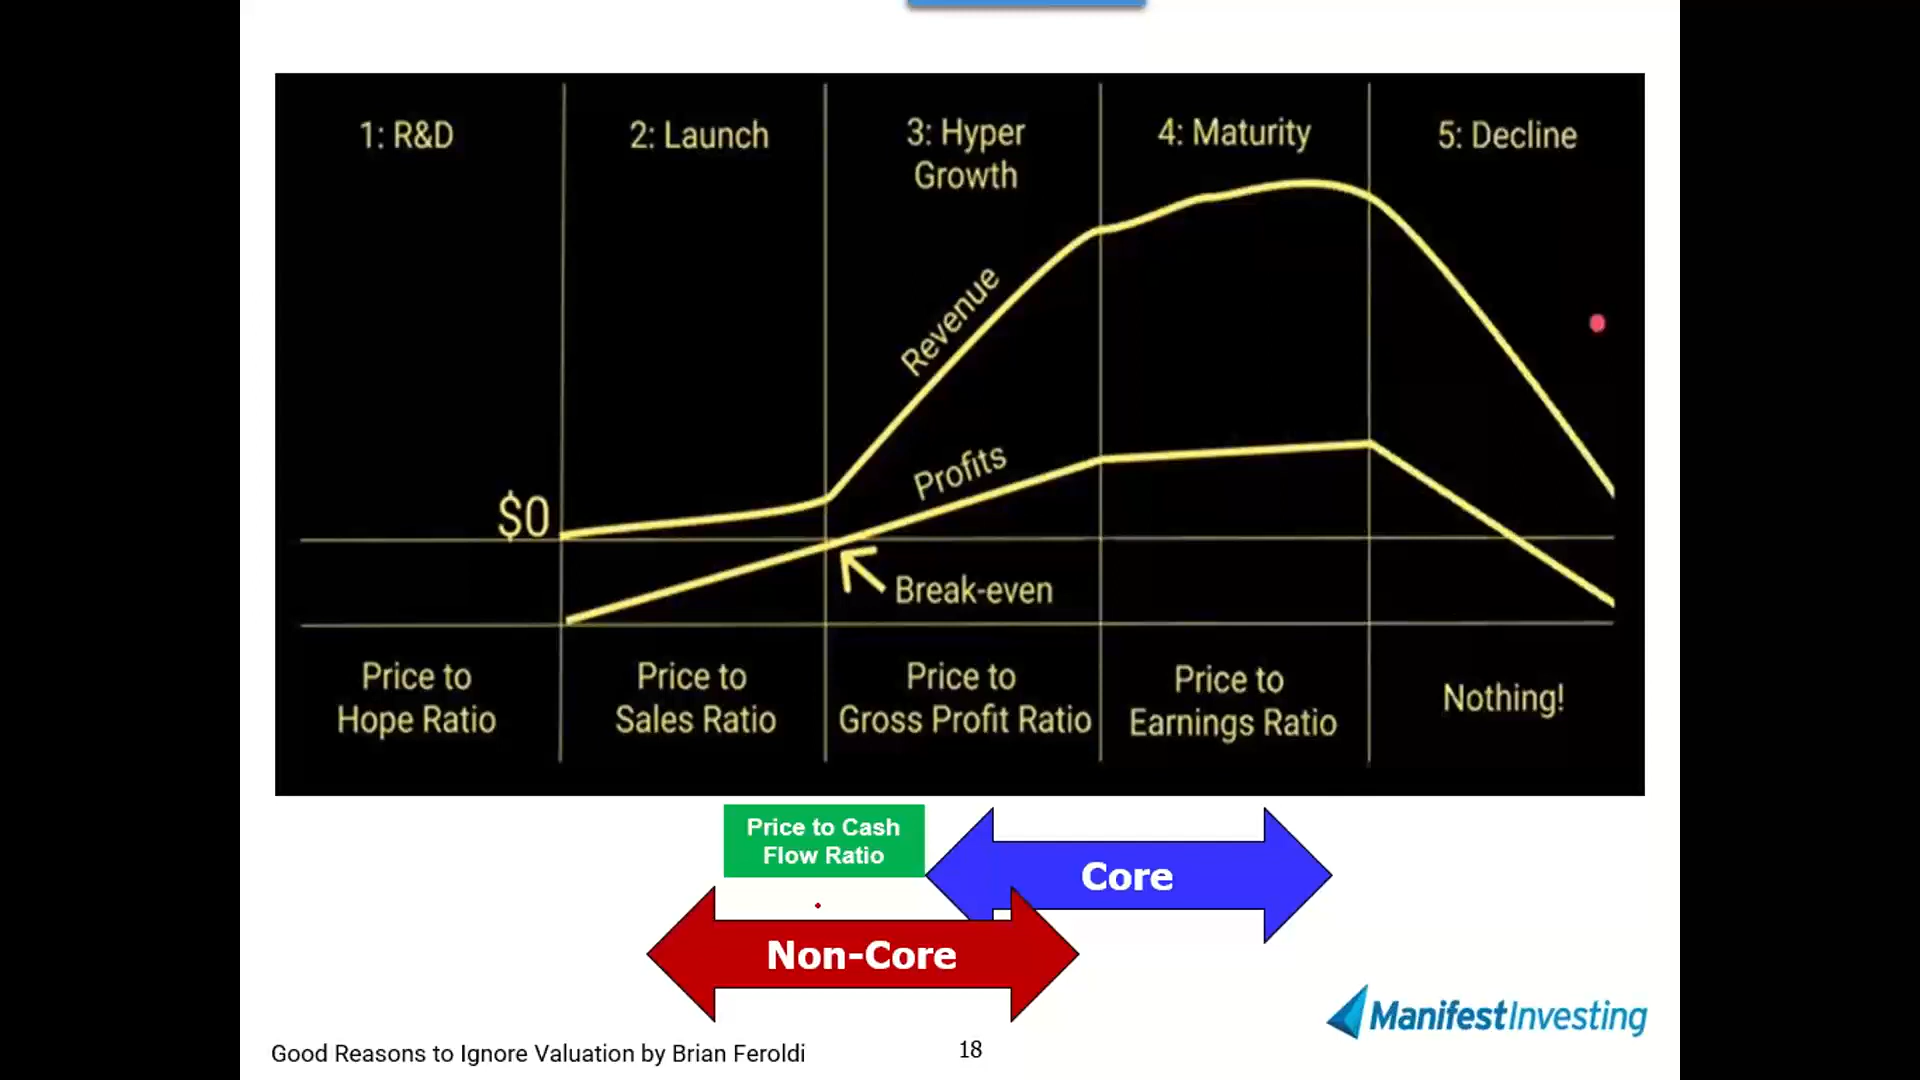 1: R&D
2: Launch
3: Hyper
Growth
4: Maturity
5: Decline
Revenue
Profits
$0
Break-even
Price to
Hope Ratio
Price to
Sales Ratio
Price to
Gross Profit Ratio
Price to
Earnings Ratio
Nothing!
Price to Cash
Flow Ratio
Core
Non-Core
ManifestInvesting
Good Reasons to Ignore Valuation by Brian Feroldi
18